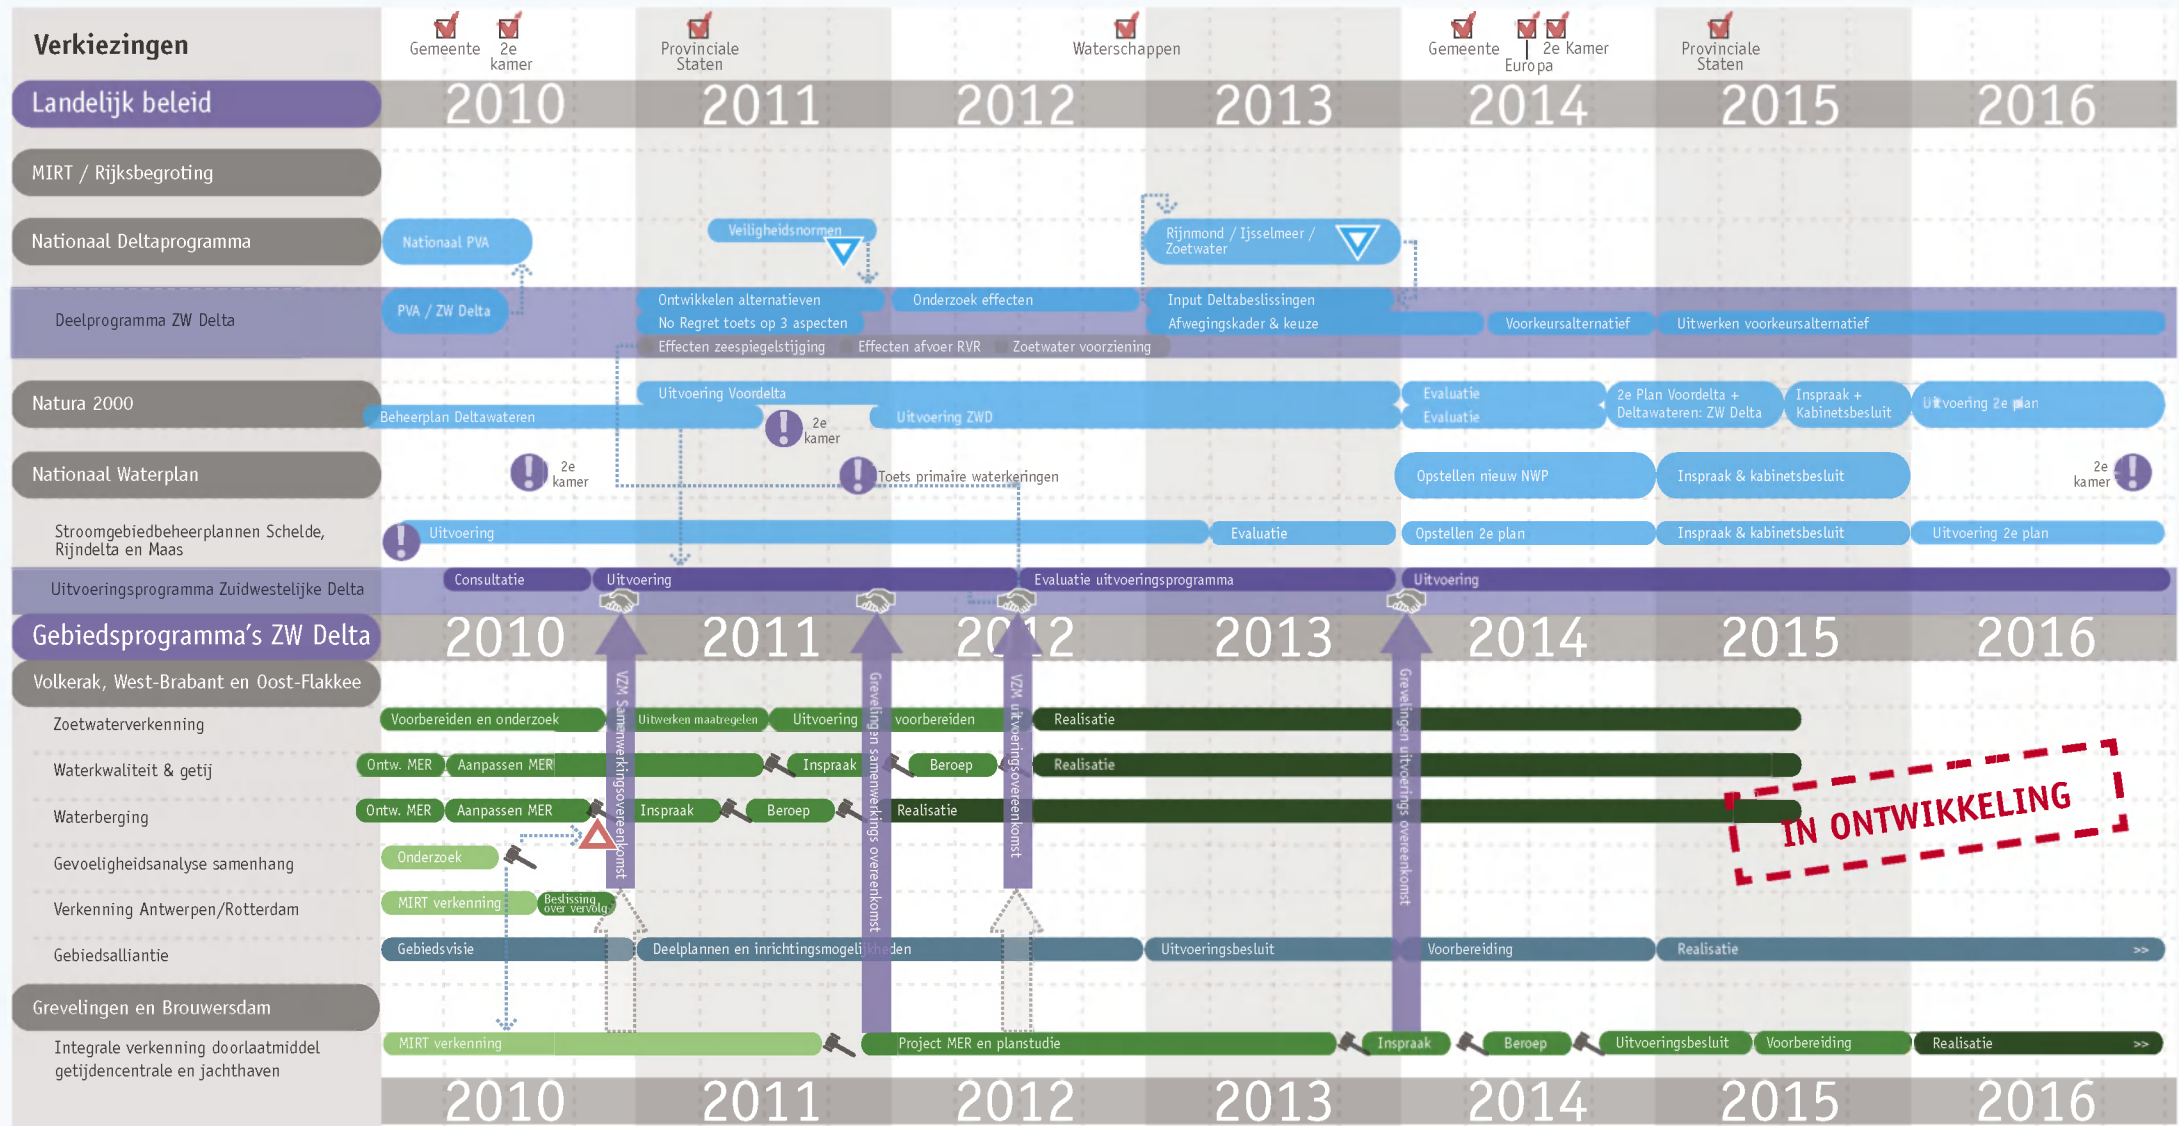 Verkiezingen
Gemeente
2e
kamer
Provinciale
Staten
Waterschappen
Gemeente
Europa
2e Kamer
Provinciale
Staten
Landelijk beleid
2010 2011 2012 2013 2014 2015 2016
MIRT / Rijksbegroting
Nationaal Deltaprogramma
Nationaal PVA
Veiligheidsnormen
Rijnmond / Ijsselmeer /
Zoetwater
Deelprogramma ZW Delta
PVA / ZW Delta
Ontwikkelen alternatieven
Onderzoek effecten
Input Deltabeslissingen
No Regret toets op 3 aspecten
Afwegingskader & keuze
Voorkeursalternatief
Uitwerken voorkeursalternatief
Effecten zeespiegelstijging
Effecten afvoer RVR
Zoetwater voorziening
Natura 2000
Uitvoering Voordelta
Evaluatie
2e Plan Voordelta +
Deltawateren: ZW Delta
Inspraak +
Kabinetsbesluit
Uitvoering 2e plan
Beheerplan Deltawateren
2e
kamer
Uitvoering ZWD
Evaluatie
Nationaal Waterplan
2e
kamer
Toets primaire waterkeringen
Opstellen nieuw NWP
Inspraak & kabinetsbesluit
2e
kamer
Stroomgebiedbeheerplannen Schelde,
Rijndelta en Maas
Uitvoering
Evaluatie
Opstellen 2e plan
Inspraak & kabinetsbesluit
Uitvoering 2e plan
Uitvoeringsprogramma Zuidwestelijke Delta
Consultatie
Uitvoering
Evaluatie uitvoeringsprogramma
Uitvoering
Gebiedsprogramma's ZW Delta
2010 2011 2012 2013 2014 2015 2016
VZM Samenwerkingsovereenkomst
Grevelingen samenwerkings overeenkomst
VZM uitvoeringsovereenkomst
Grevelingen uitvoerings overeenkomst
Volkerak, West-Brabant en Oost-Flakkee
Zoetwaterverkenning
Voorbereiden en onderzoek
Uitwerken maatregelen
Uitvoering voorbereiden
Realisatie
Waterkwaliteit & getij
Ontw. MER
Aanpassen MER
Inspraak
Beroep
Realisatie
Waterberging
Ontw. MER
Aanpassen MER
Inspraak
Beroep
Realisatie
IN ONTWIKKELING
Gevoeligheidsanalyse samenhang
Onderzoek
Verkenning Antwerpen/Rotterdam
MIRT verkenning
Beslissing
over vervolg
Gebiedsalliantie
Gebiedsvisie
Deelplannen en inrichtingsmogelijkheden
Uitvoeringsbesluit
Voorbereiding
Realisatie >>
Grevelingen en Brouwersdam
Integrale verkenning doorlaatmiddel
getijdencentrale en jachthaven
MIRT verkenning
Project MER en planstudie
Inspraak
Beroep
Uitvoeringsbesluit
Voorbereiding
Realisatie >>
2010 2011 2012 2013 2014 2015 2016